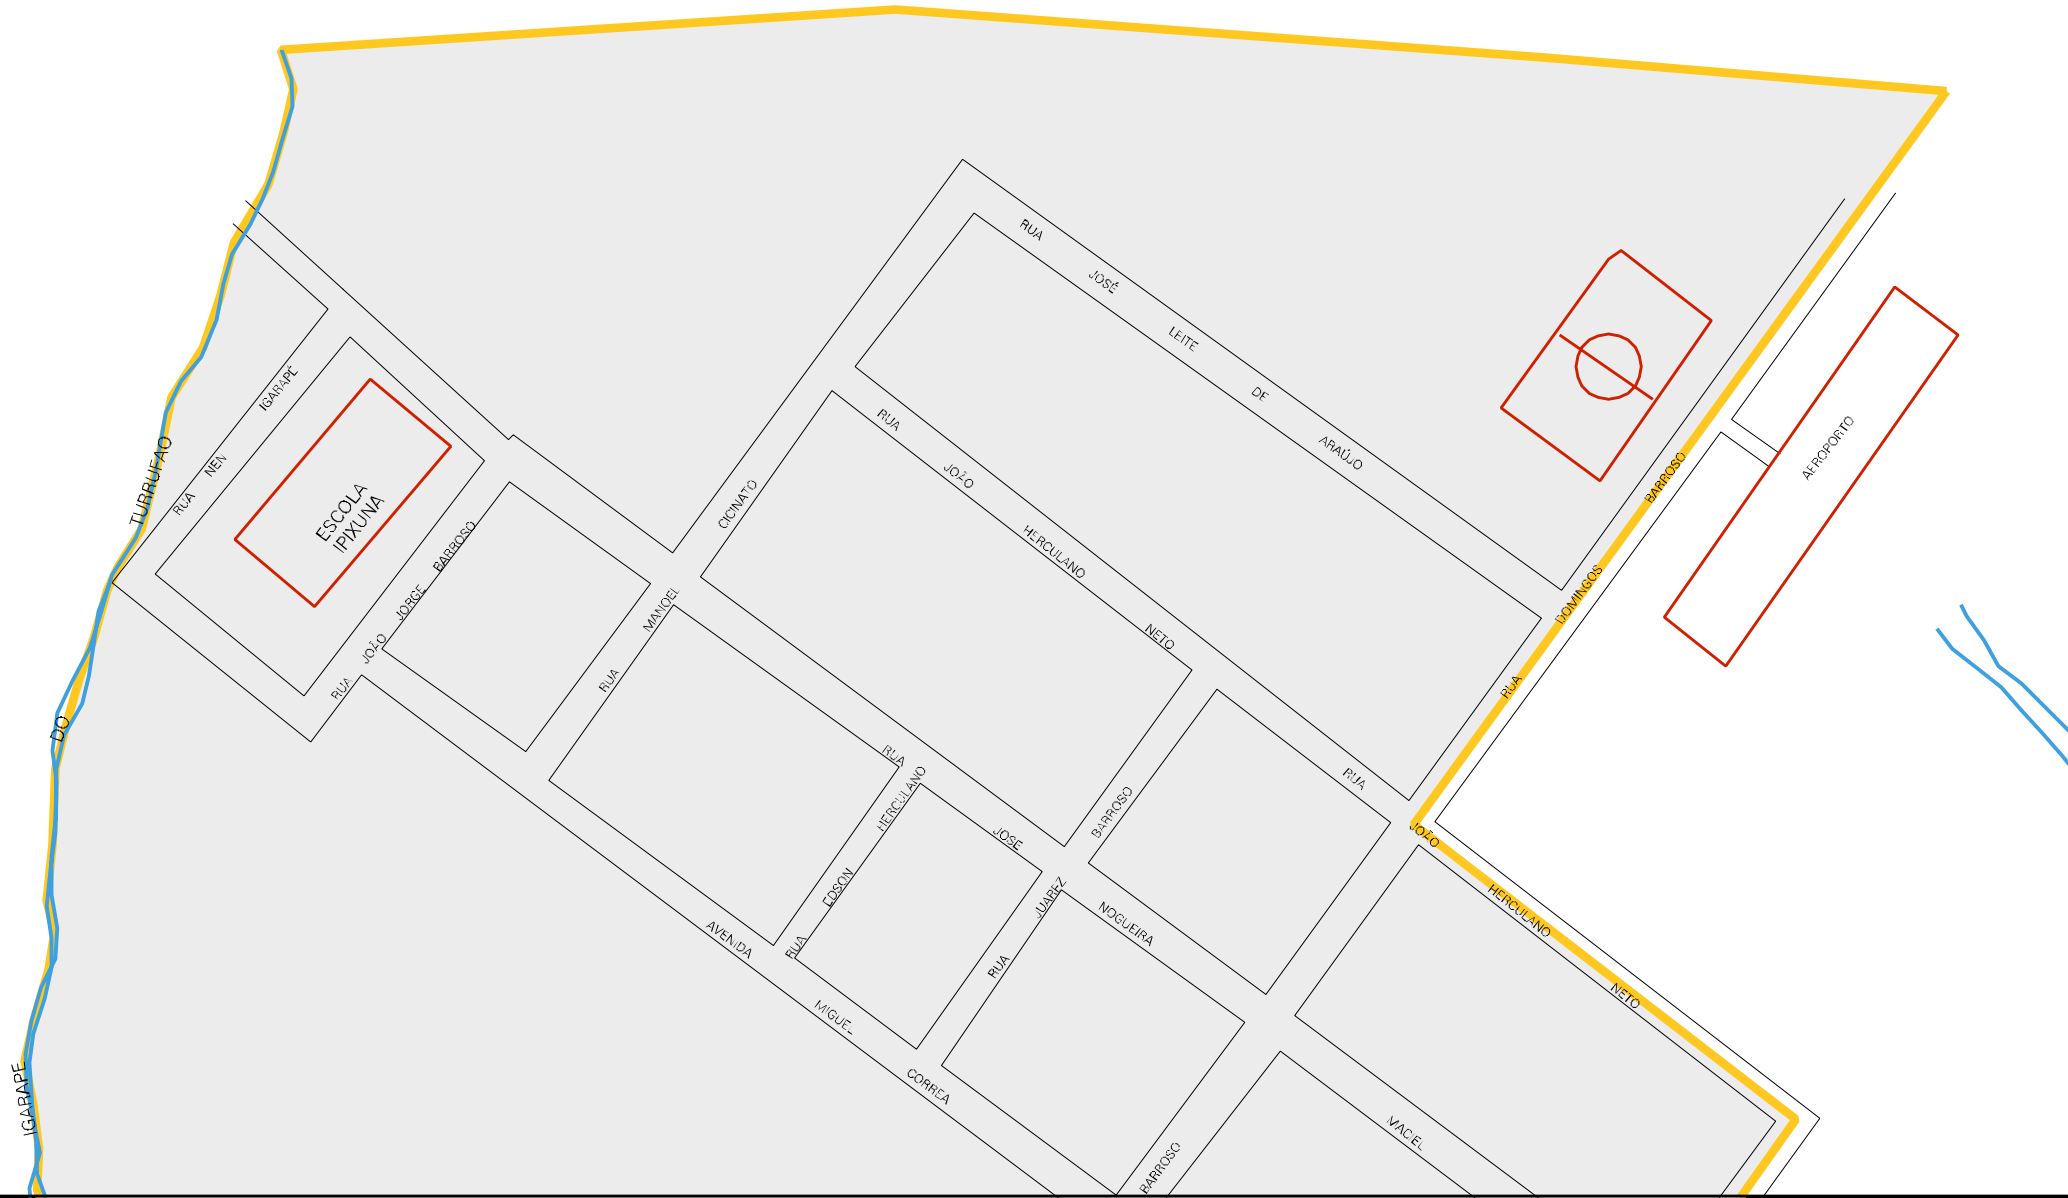 RUA JOSÉ LEITE DE ARAÚJO
RUA JOÃO HERCULANO NETO
RUA IGARAPÉ NEN
ESCOLA
IPIXUNA
RUA JOÃO JORGE BARROSO
RUA MANOEL CICINATO
RUA DOMINGOS BARROSO
AEROPORTO
RUA JOSE NOGUEIRA MACIEL
RUA EDSON HERCULANO
RUA JUAREZ BARROSO
RUA JOÃO HERCULANO NETO
AVENIDA MIGUEL CORREA
BARROSO
IGARAPE DO TURRUFAO